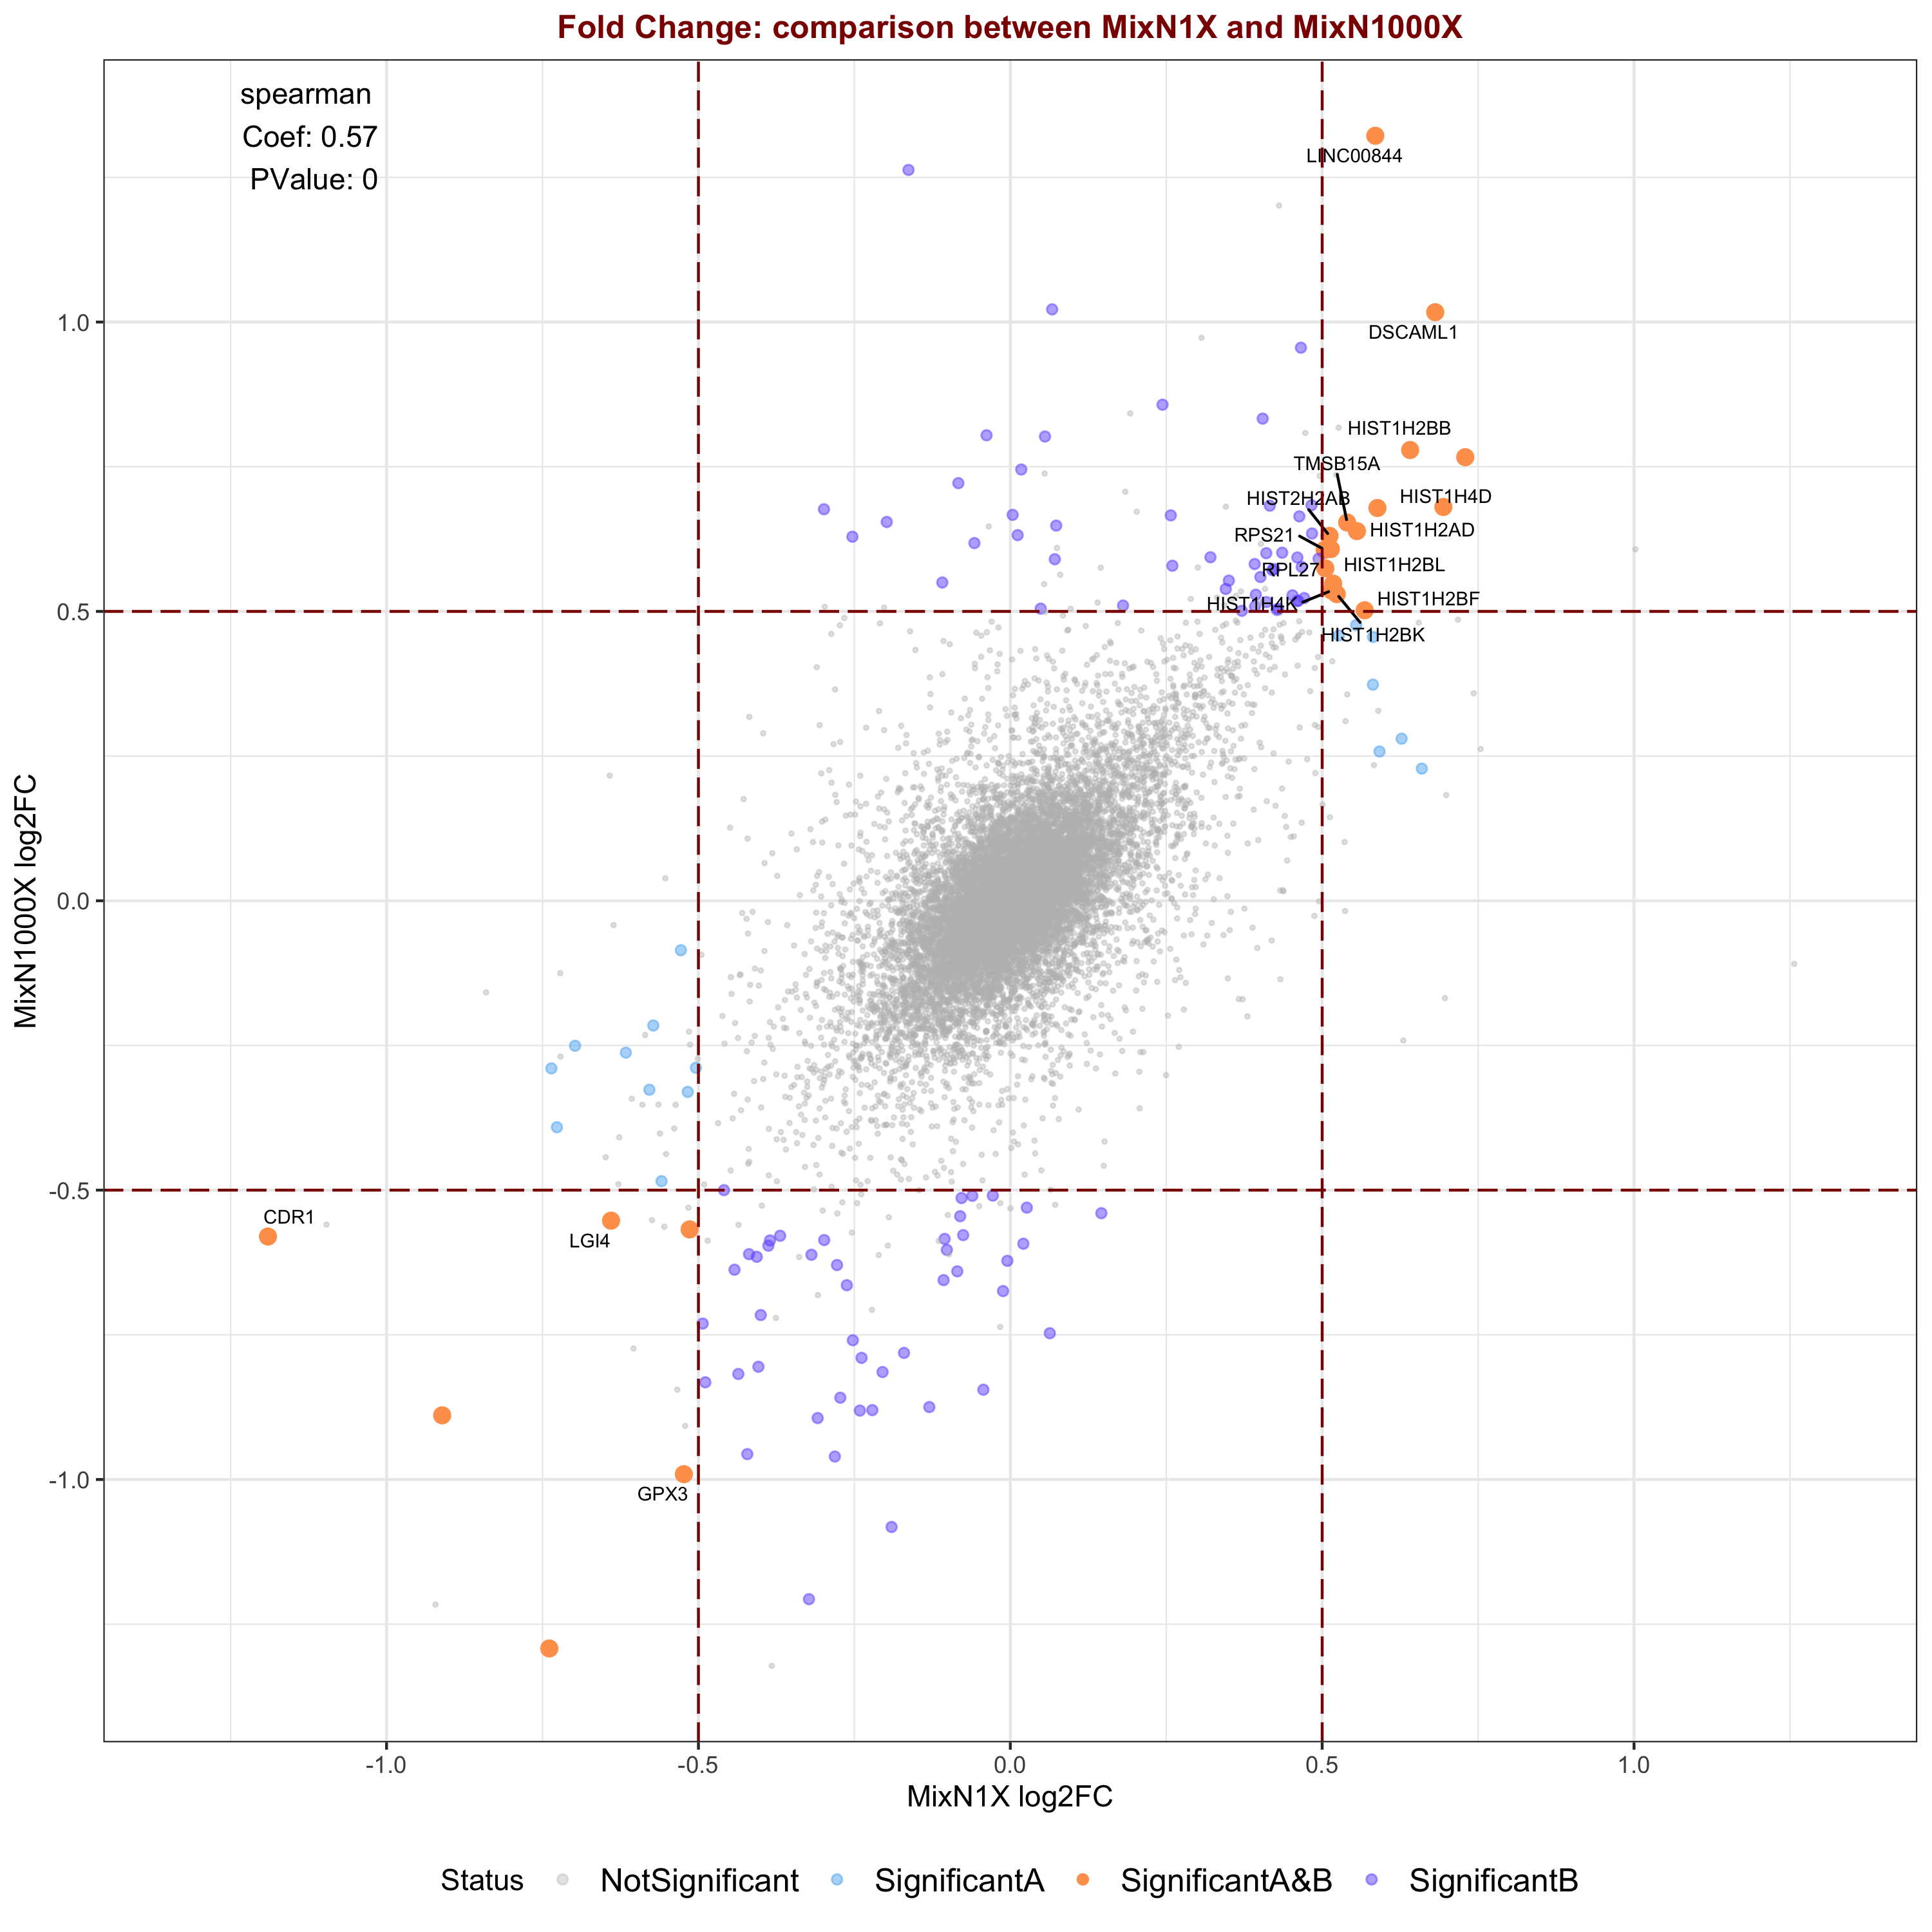 Fold Change: comparison between MixN1X and MixN1000X
spearman
Coef: 0.57
PValue: 0
LINC00844
DSCAML1
HIST1H2BB
TMSB15A
HIST2H2AB
HIST1H4D
RPS21
HIST1H2AD
RPL27
HIST1H2BL
HIST1H4K
HIST1H2BF
HIST1H2BK
CDR1
LGI4
GPX3
1.0
0.5
0.0
-0.5
-1.0
MixN1000X log2FC
-1.0 -0.5 0.0 0.5 1.0
MixN1X log2FC
Status NotSignificant SignificantA SignificantA&B SignificantB